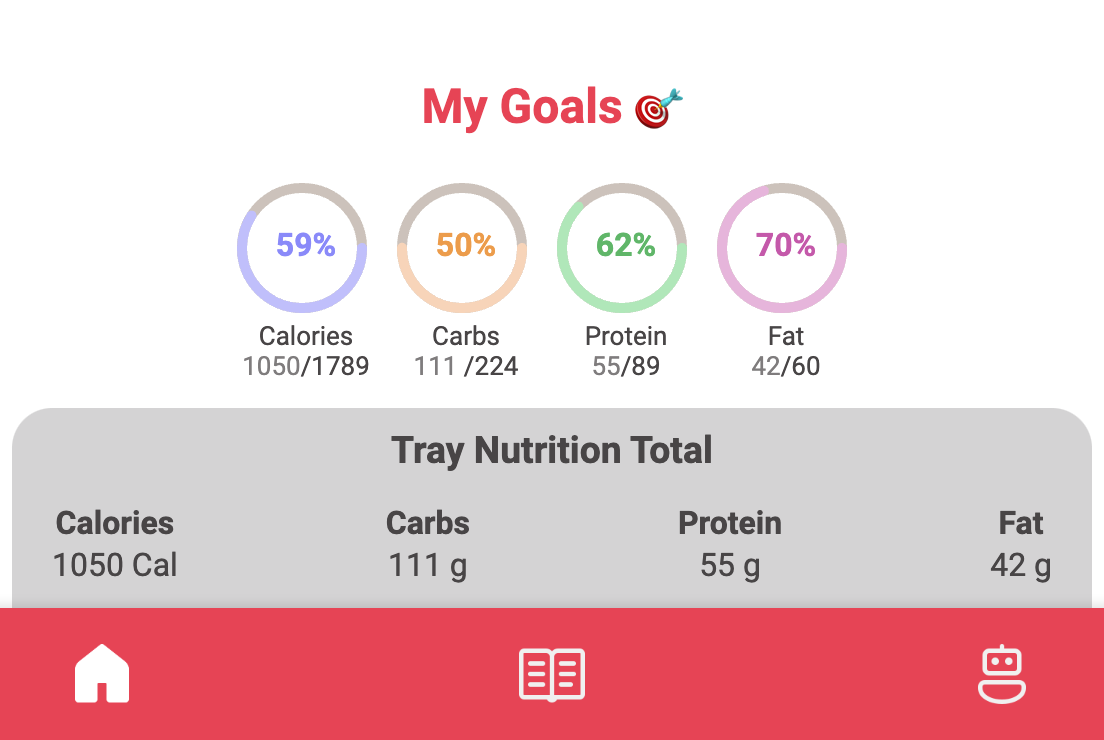 My Goals 🎯
59% 50% 62% 70%
Calories Carbs Protein Fat
1050/1789 111 /224 55/89 42/60
Tray Nutrition Total
Calories Carbs Protein Fat
1050 Cal 111 g 55 g 42 g